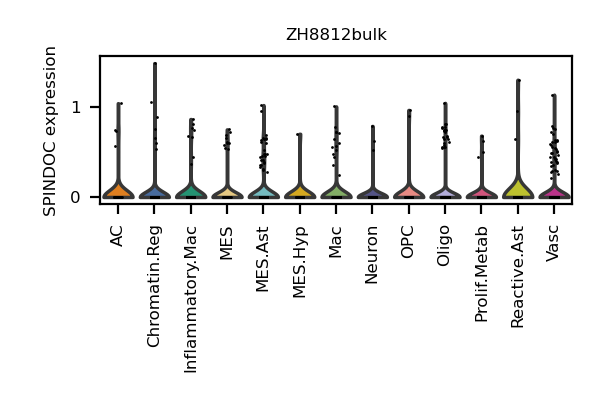 ZH8812bulk
SPINDOC expression
1
0
AC
Chromatin.Reg
Inflammatory.Mac
MES
MES.Ast
MES.Hyp
Mac
Neuron
OPC
Oligo
Prolif.Metab
Reactive.Ast
Vasc